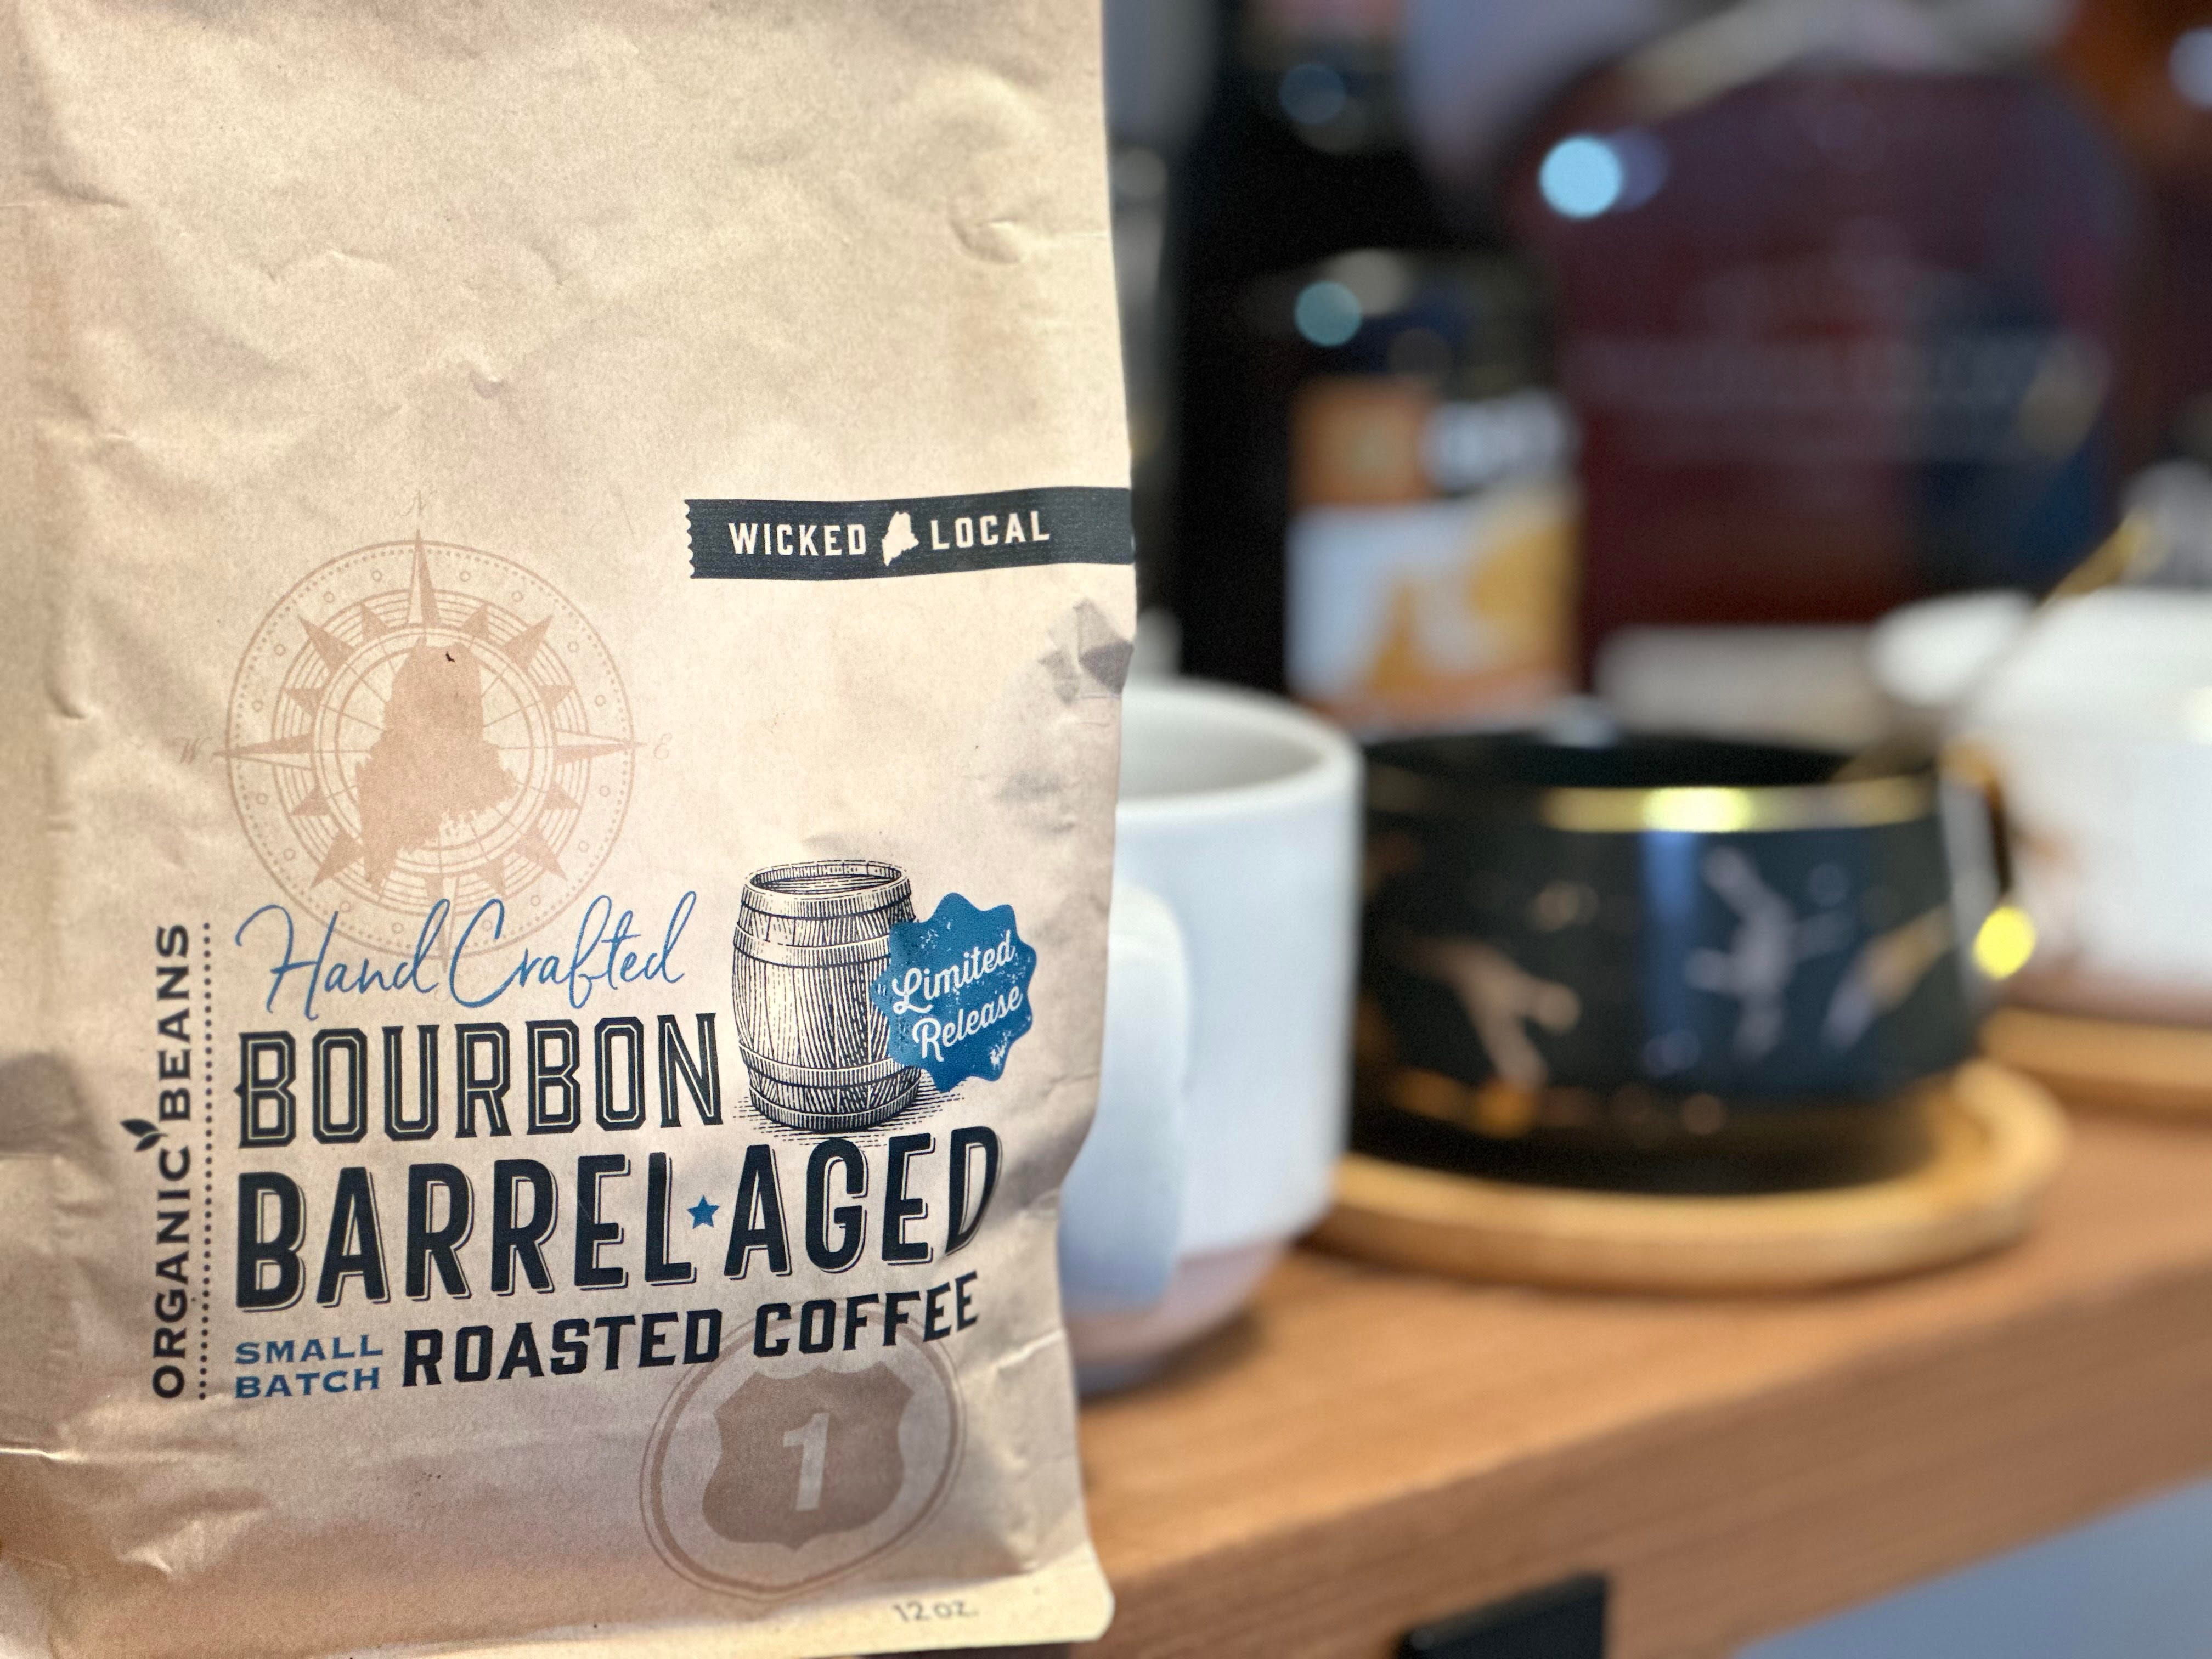 WICKED LOCAL
N
W E
Hand Crafted
Limited
Release
BOURBON
BARREL★AGED
SMALL
BATCH
ROASTED COFFEE
ORGANIC BEANS
1
12 oz.